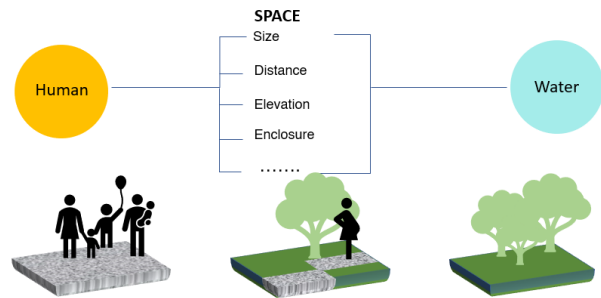 SPACE
Size
Human
Distance
Elevation
Enclosure
.......
Water